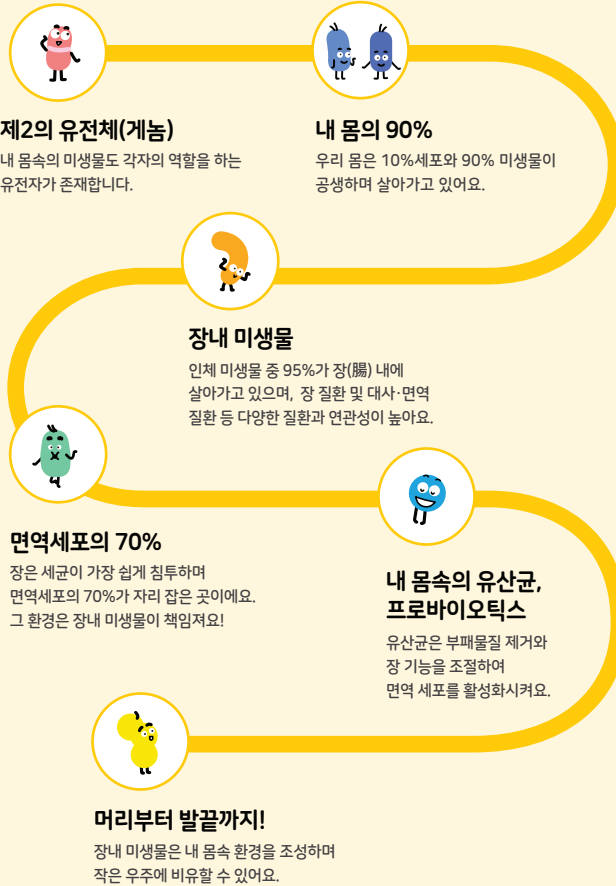 제2의 유전체(게놈)
내 몸속의 미생물도 각자의 역할을 하는
유전자가 존재합니다.
내 몸의 90%
우리 몸은 10%세포와 90% 미생물이
공생하며 살아가고 있어요.
장내 미생물
인체 미생물 중 95%가 장(腸) 내에
살아가고 있으며, 장 질환 및 대사·면역
질환 등 다양한 질환과 연관성이 높아요.
면역세포의 70%
장은 세균이 가장 쉽게 침투하며
면역세포의 70%가 자리 잡은 곳이에요.
그 환경은 장내 미생물이 책임져요!
내 몸속의 유산균,
프로바이오틱스
유산균은 부패물질 제거와
장 기능을 조절하여
면역 세포를 활성화시켜요.
머리부터 발끝까지!
장내 미생물은 내 몸속 환경을 조성하며
작은 우주에 비유할 수 있어요.